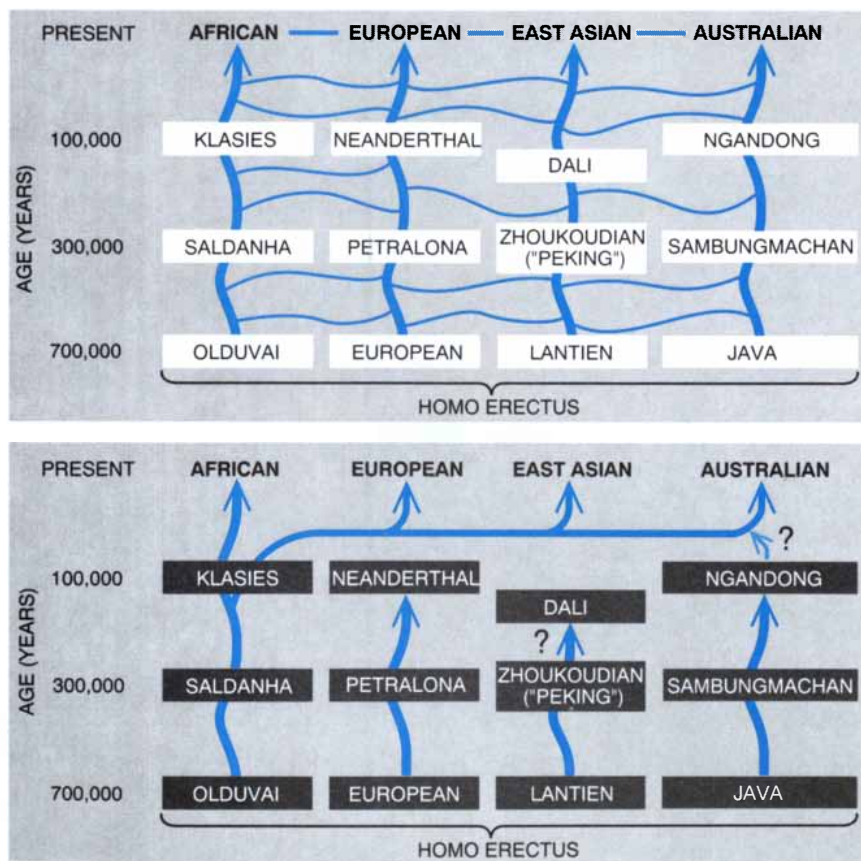 PRESENT AFRICAN EUROPEAN EAST ASIAN AUSTRALIAN
100,000 KLASIES NEANDERTHAL DALI NGANDONG
AGE (YEARS)
300,000 SALDANHA PETRALONA ZHOUKOUDIAN SAMBUNGMACHAN
("PEKING")
700,000 OLDUVAI EUROPEAN LANTIEN JAVA
HOMO ERECTUS
PRESENT AFRICAN EUROPEAN EAST ASIAN AUSTRALIAN
?
100,000 KLASIES NEANDERTHAL NGANDONG
DALI
AGE (YEARS)
?
300,000 SALDANHA PETRALONA ZHOUKOUDIAN SAMBUNGMACHAN
("PEKING")
700,000 OLDUVAI EUROPEAN LANTIEN JAVA
HOMO ERECTUS